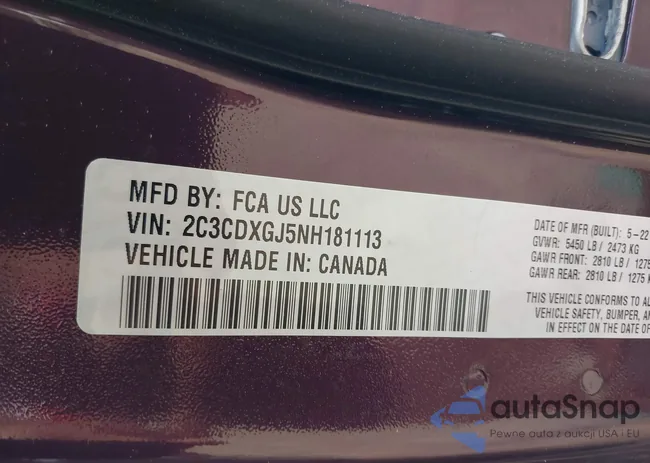 MFD BY: FCA US LLC
VIN: 2C3CDXGJ5NH181113
VEHICLE MADE IN: CANADA
DATE OF MFR (BUILT): 5-22
GVWR: 5450 LB / 2473 KG
GAWR FRONT: 2810 LB / 1275
GAWR REAR: 2810 LB / 1275 K
THIS VEHICLE CONFORMS TO AL
VEHICLE SAFETY, BUMPER, AN
IN EFFECT ON THE DATE OF
autaSnap
Pewne auta z aukcji USA i EU